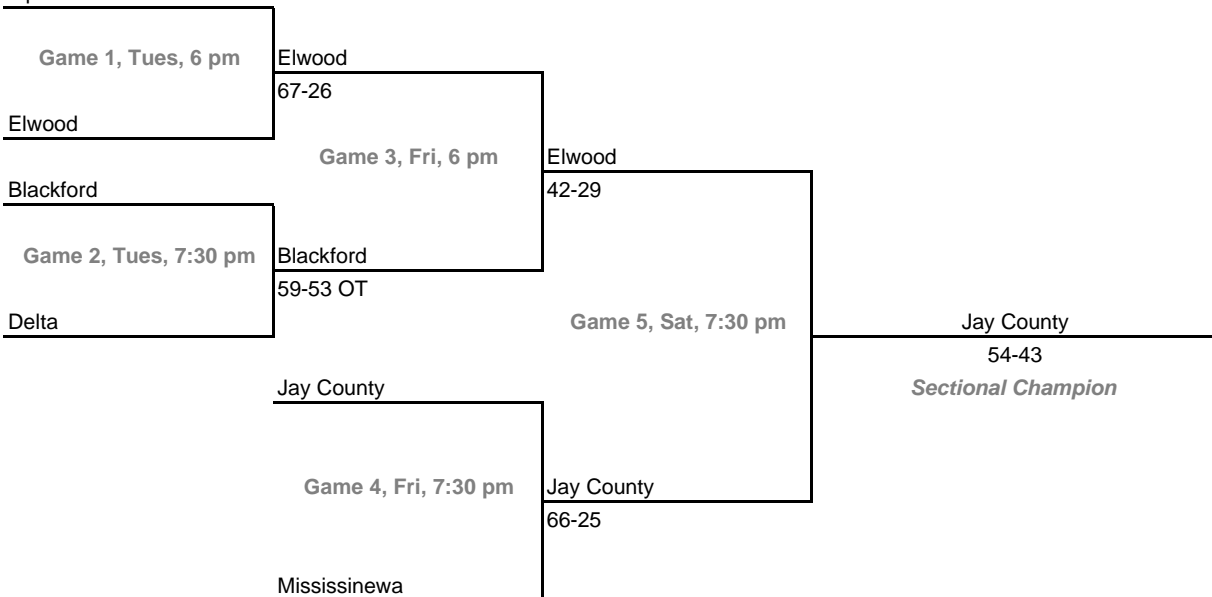 Game 1, Tues, 6 pm
Elwood
67-26
Elwood
Game 3, Fri, 6 pm
Elwood
Blackford
42-29
Game 2, Tues, 7:30 pm
Blackford
59-53 OT
Delta
Game 5, Sat, 7:30 pm
Jay County
54-43
Jay County
Sectional Champion
Game 4, Fri, 7:30 pm
Jay County
66-25
Mississinewa